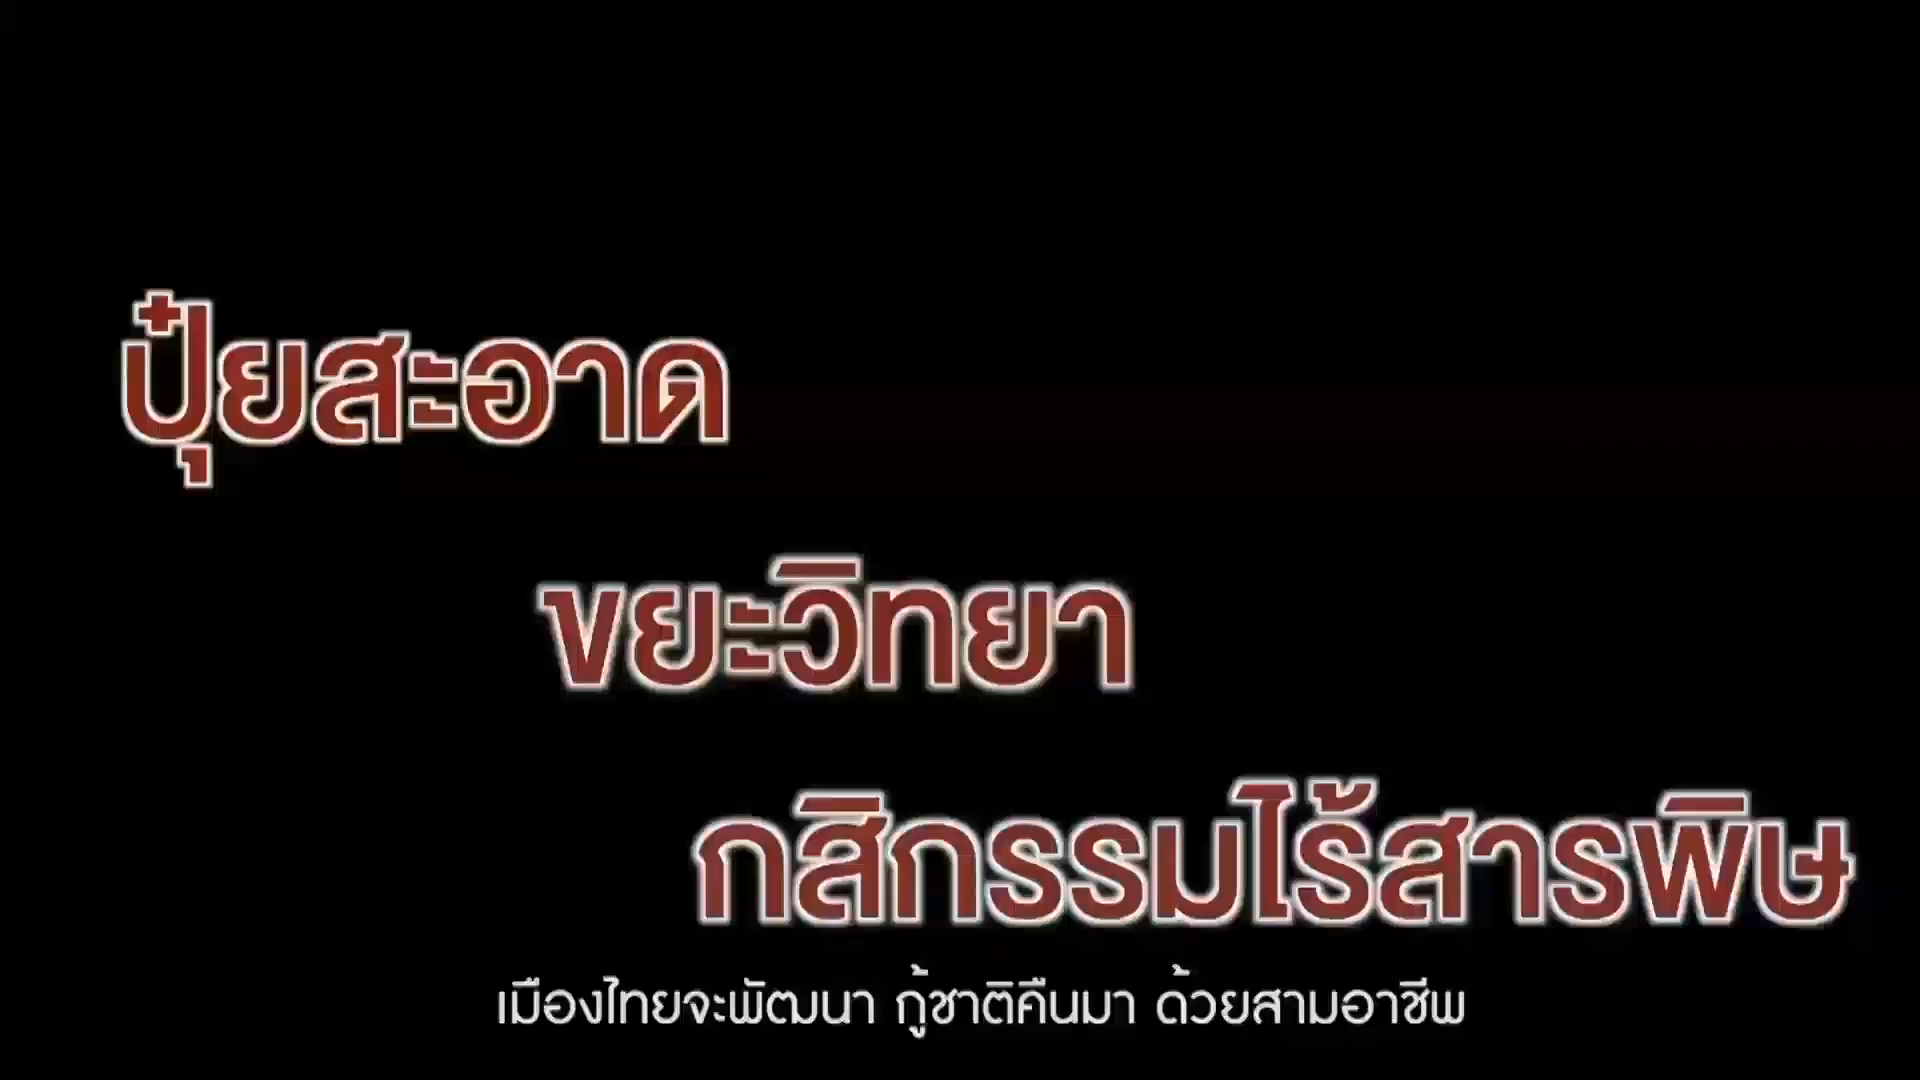 ปุ๋ยสะอาด
ขยะวิทยา
กสิกรรมไร้สารพิษ
เมืองไทยจะพัฒนา กู้ชาติคืนมา ด้วยสามอาชีพ